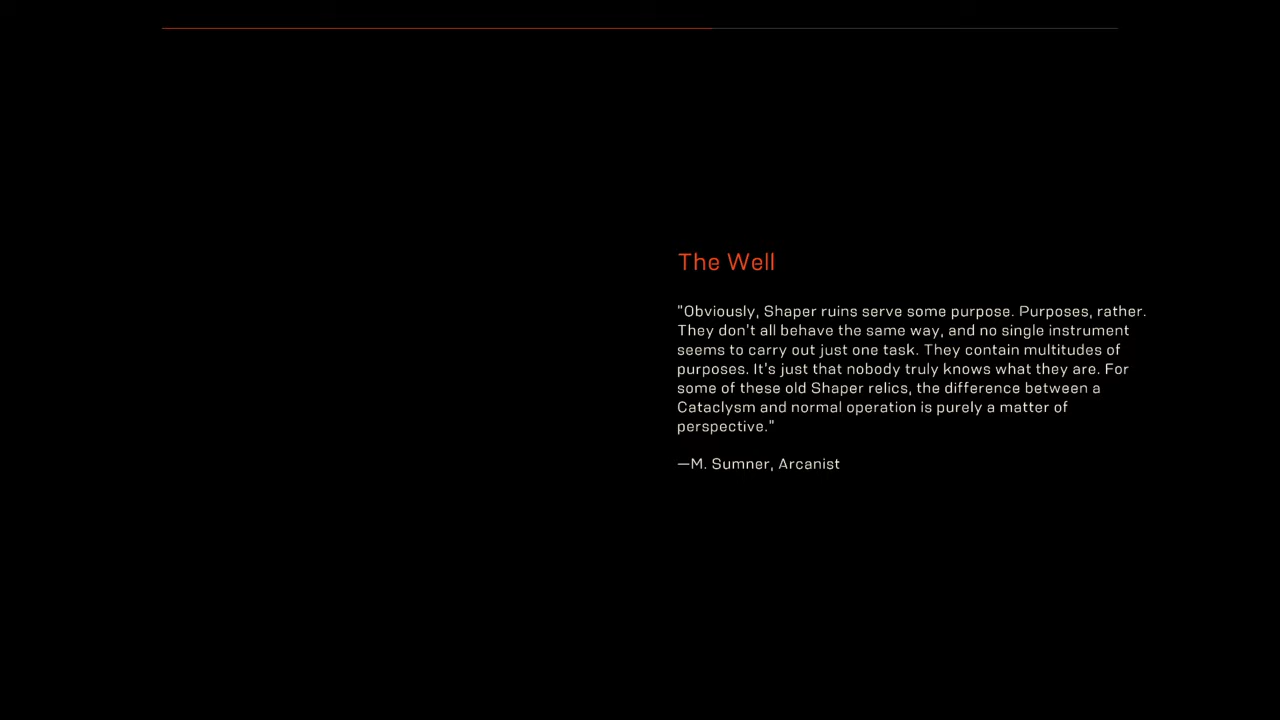 The Well
"Obviously, Shaper ruins serve some purpose. Purposes, rather.
They don't all behave the same way, and no single instrument
seems to carry out just one task. They contain multitudes of
purposes. It's just that nobody truly knows what they are. For
some of these old Shaper relics, the difference between a
Cataclysm and normal operation is purely a matter of
perspective."
—M. Sumner, Arcanist